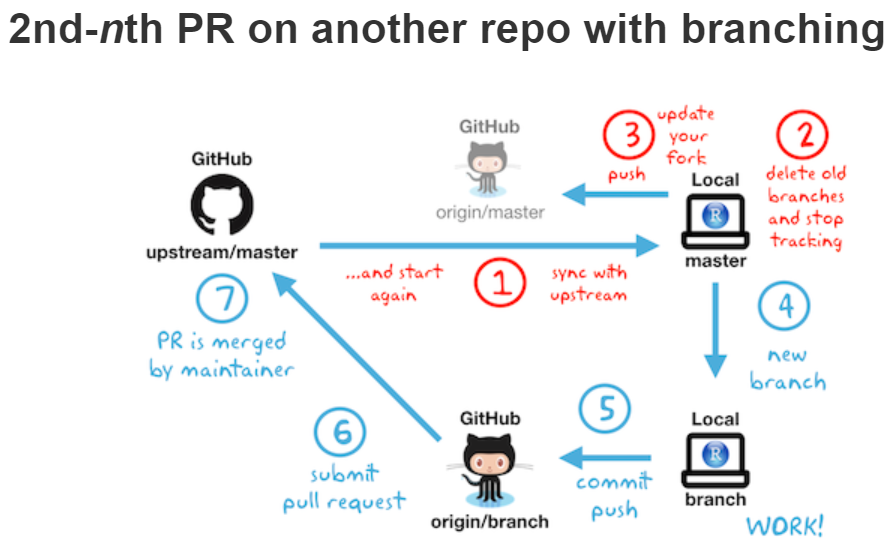 2nd-nth PR on another repo with branching
GitHub
origin/master
3
update
your
fork
push
2
delete old
branches
and stop
tracking
Local
R
master
GitHub
upstream/master
...and start
again
1
sync with
upstream
7
PR is merged
by maintainer
4
new
branch
6
submit
pull request
GitHub
origin/branch
5
commit
push
Local
R
branch
WORK!